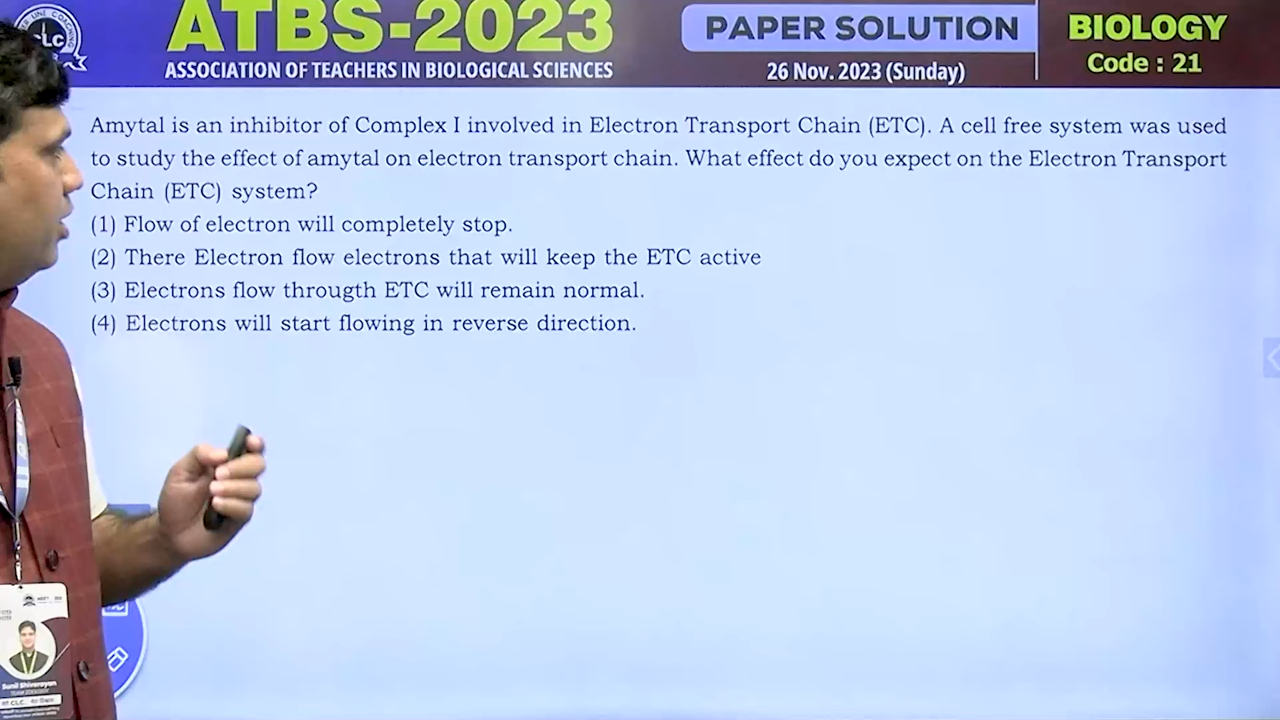 ATBS-2023
ASSOCIATION OF TEACHERS IN BIOLOGICAL SCIENCES
PAPER SOLUTION
26 Nov. 2023 (Sunday)
BIOLOGY
Code : 21
Amytal is an inhibitor of Complex I involved in Electron Transport Chain (ETC). A cell free system was used
to study the effect of amytal on electron transport chain. What effect do you expect on the Electron Transport
Chain (ETC) system?
(1) Flow of electron will completely stop.
(2) There Electron flow electrons that will keep the ETC active
(3) Electrons flow througth ETC will remain normal.
(4) Electrons will start flowing in reverse direction.
CLC
Sunil Shivarayan